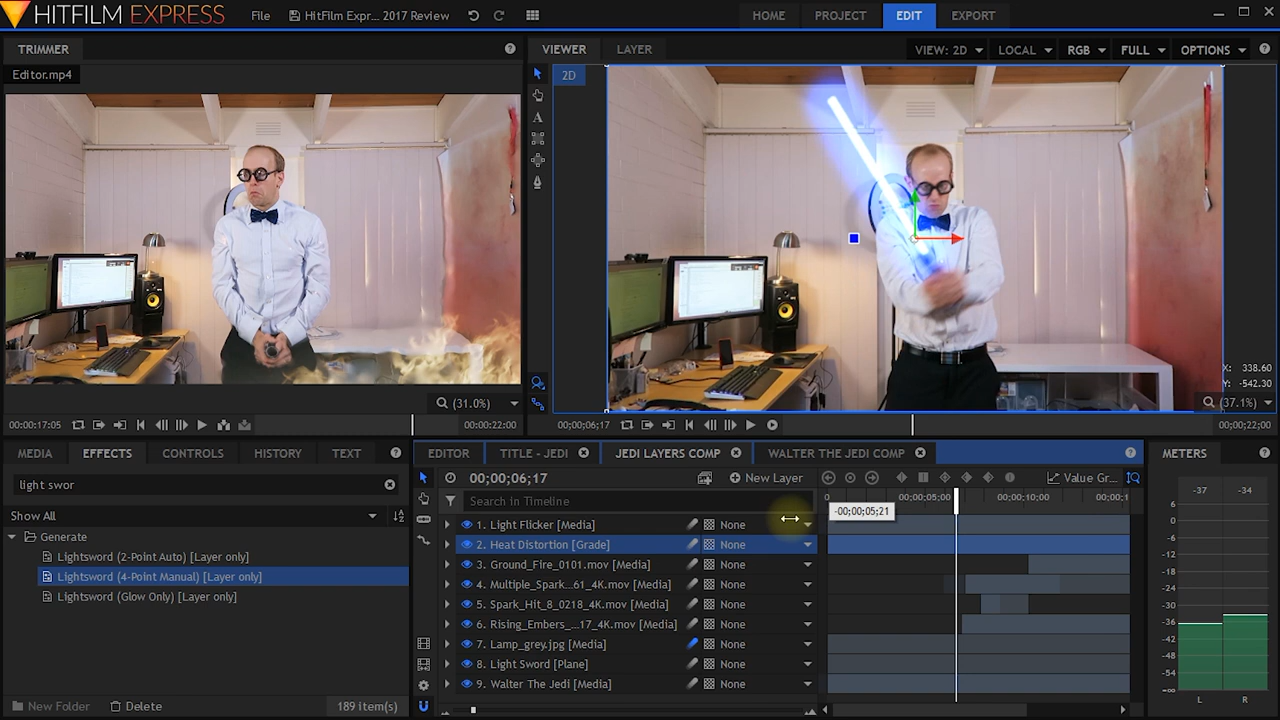 HITFILM EXPRESS File HitFilm Expr... 2017 Review HOME PROJECT EDIT EXPORT
TRIMMER
Editor.mp4
VIEWER LAYER VIEW: 2D LOCAL RGB FULL OPTIONS
2D
X: 338.60
Y: -542.30
(31.0%)
(37.1%)
00:00:17:05 00:00:22:00
00;00;06;17 00;00;22;00
MEDIA EFFECTS CONTROLS HISTORY TEXT
light swor
Show All
Generate
Lightsword (2-Point Auto) [Layer only]
Lightsword (4-Point Manual) [Layer only]
Lightsword (Glow Only) [Layer only]
New Folder Delete 189 item(s)
EDITOR TITLE - JEDI JEDI LAYERS COMP WALTER THE JEDI COMP
00;00;06;17 New Layer Value Gr...
Search in Timeline
0 00;00;05;00 00;00;10;00 00;00;1
-00;00;05;21
1. Light Flicker [Media] None
2. Heat Distortion [Grade] None
3. Ground_Fire_0101.mov [Media] None
4. Multiple_Spark...61_4K.mov [Media] None
5. Spark_Hit_8_0218_4K.mov [Media] None
6. Rising_Embers_...17_4K.mov [Media] None
7. Lamp_grey.jpg [Media] None
8. Light Sword [Plane] None
9. Walter The Jedi [Media] None
METERS
-37 -34
6
0
-6
-12
-18
-24
-30
-36
-42
-48
-54
-∞
L R